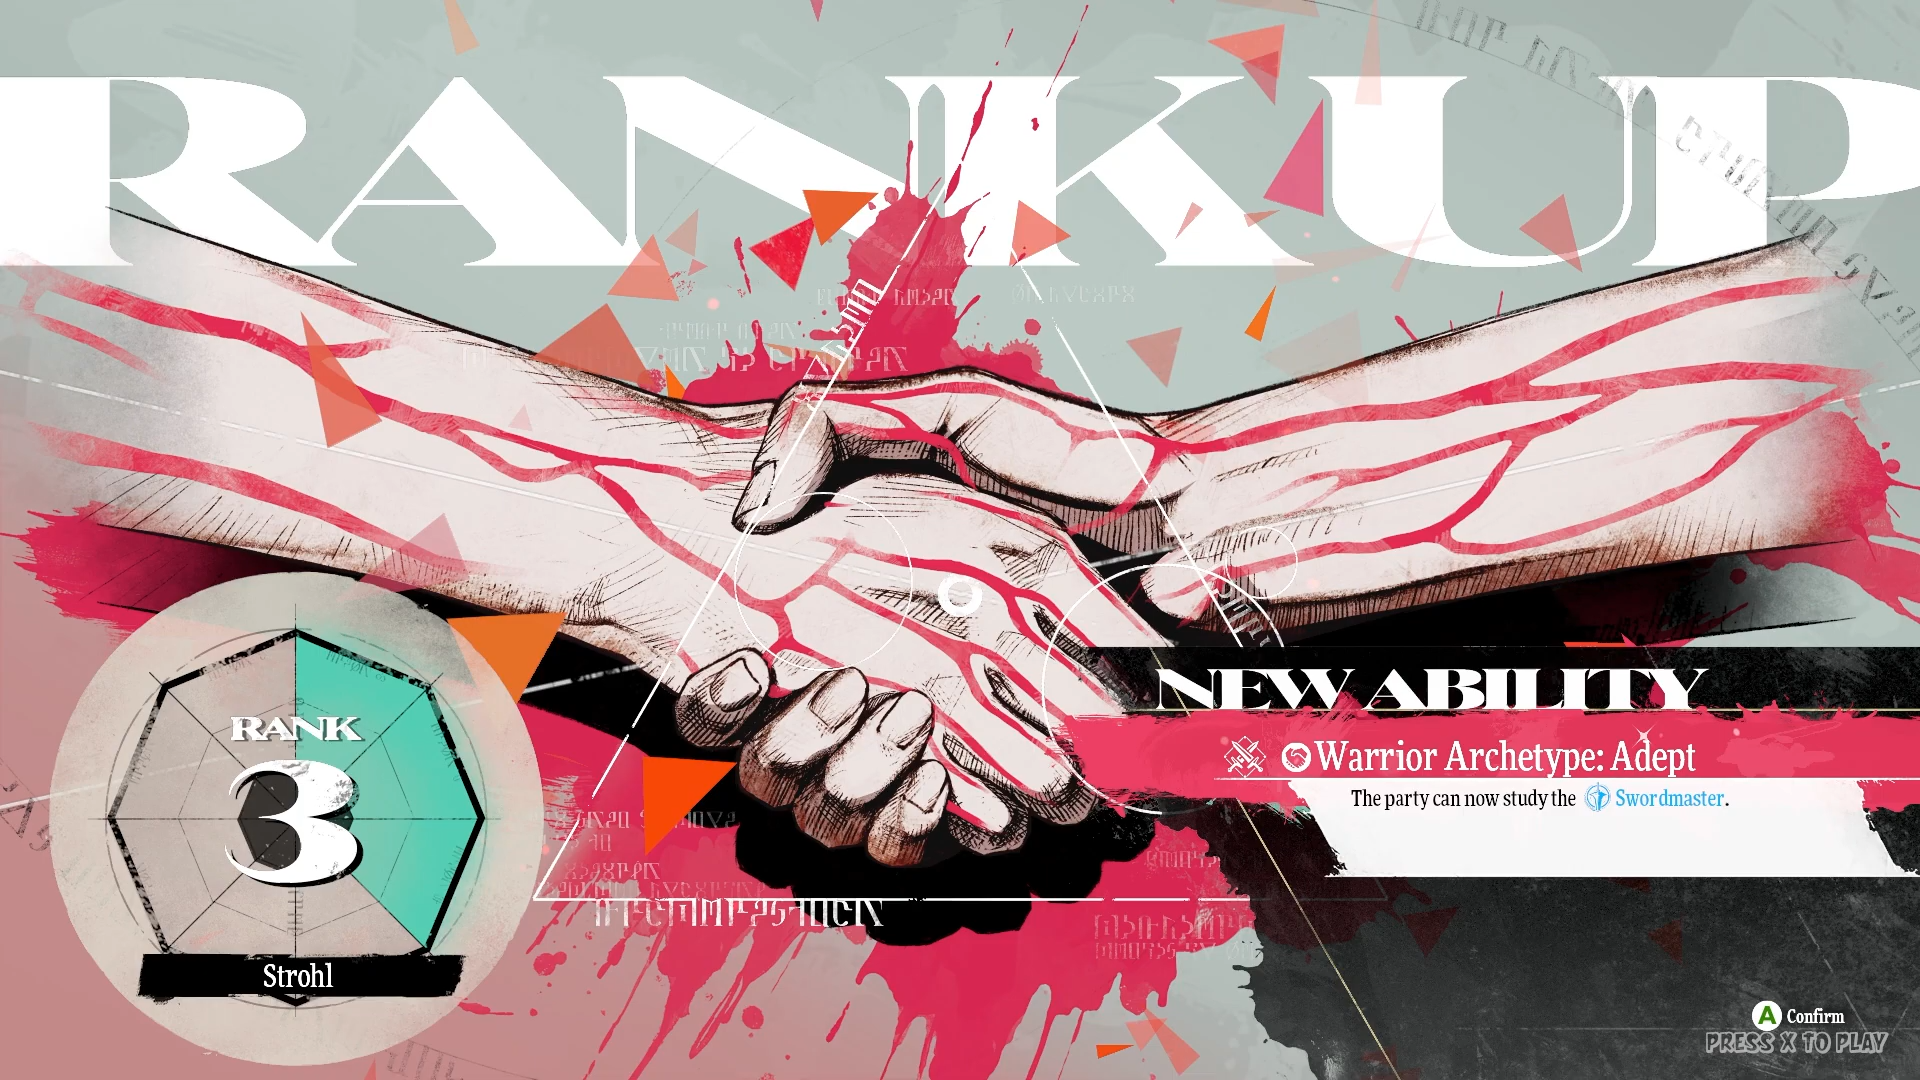 RANK UP
NEW ABILITY
Warrior Archetype: Adept
The party can now study the Swordmaster.
RANK
3
Strohl
A Confirm
PRESS X TO PLAY